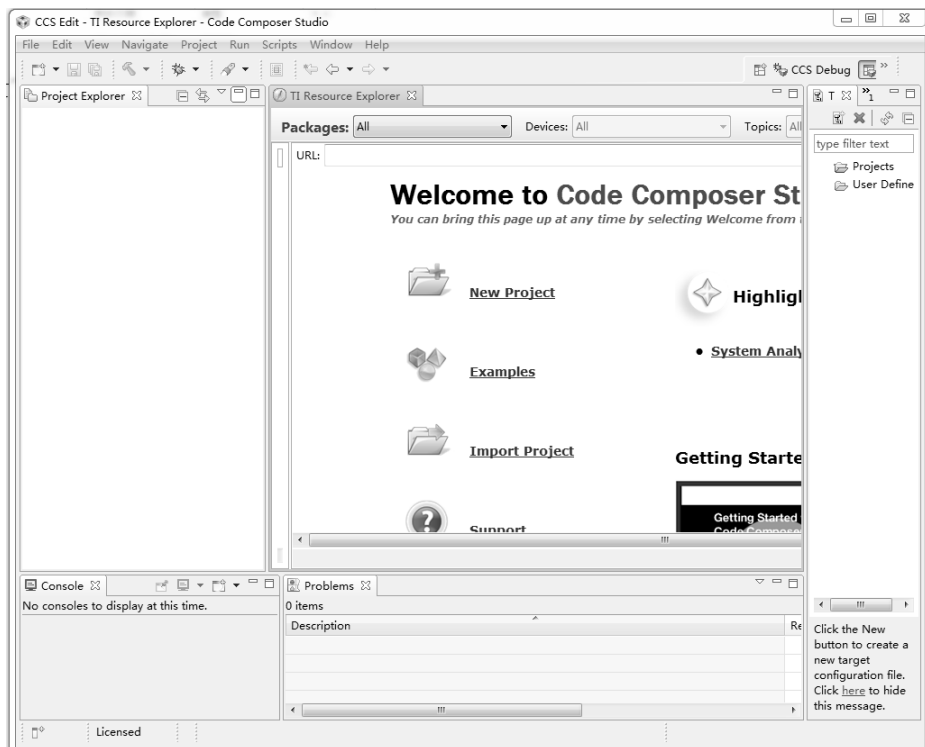 CCS Edit - TI Resource Explorer - Code Composer Studio
File Edit View Navigate Project Run Scripts Window Help
CCS Debug »
Project Explorer
TI Resource Explorer
T »1
Packages: All Devices: All Topics: All
type filter text
URL:
Projects
User Define
Welcome to Code Composer St
You can bring this page up at any time by selecting Welcome from
New Project
Highligh
Examples
• System Analy
Import Project
Getting Starte
Support
Getting Started
Code Composer
Console
No consoles to display at this time.
Problems
0 items
Description Re
Click the New
button to create a
new target
configuration file.
Click here to hide
this message.
Licensed